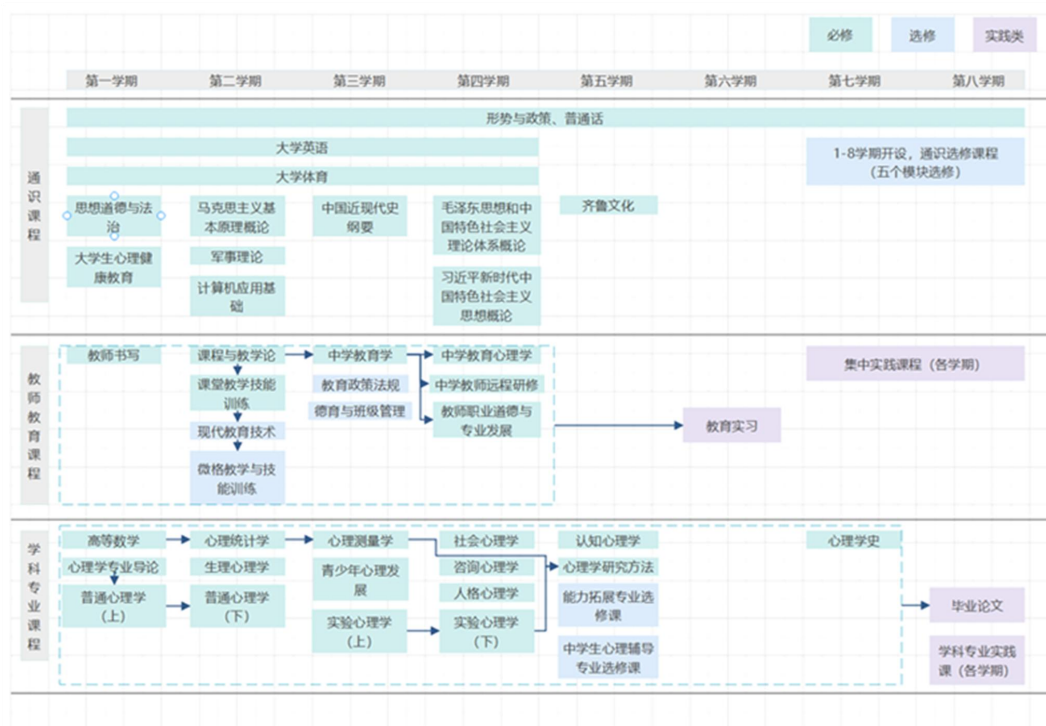 必修 选修 实践类
第一学期 第二学期 第三学期 第四学期 第五学期 第六学期 第七学期 第八学期
通识课程
形势与政策、普通话
大学英语
大学体育
1-8学期开设，通识选修课程
（五个模块选修）
思想道德与法
治
马克思主义基
本原理概论
中国近现代史
纲要
毛泽东思想和中
国特色社会主义
理论体系概论
齐鲁文化
大学生心理健
康教育
军事理论
计算机应用基
础
习近平新时代中
国特色社会主义
思想概论
教师教育课程
教师书写
课程与教学论
中学教育学
中学教育心理学
集中实践课程（各学期）
课堂教学技能
训练
教育政策法规
中学教师远程研修
德育与班级管理
教师职业道德与
专业发展
现代教育技术
教育实习
微格教学与技
能训练
学科专业课程
高等数学
心理统计学
心理测量学
社会心理学
认知心理学
心理学史
心理学专业导论
生理心理学
青少年心理发
展
咨询心理学
心理学研究方法
普通心理学
（上）
普通心理学
（下）
人格心理学
能力拓展专业选
修课
毕业论文
实验心理学
（上）
实验心理学
（下）
中学生心理辅导
专业选修课
学科专业实践
课（各学期）